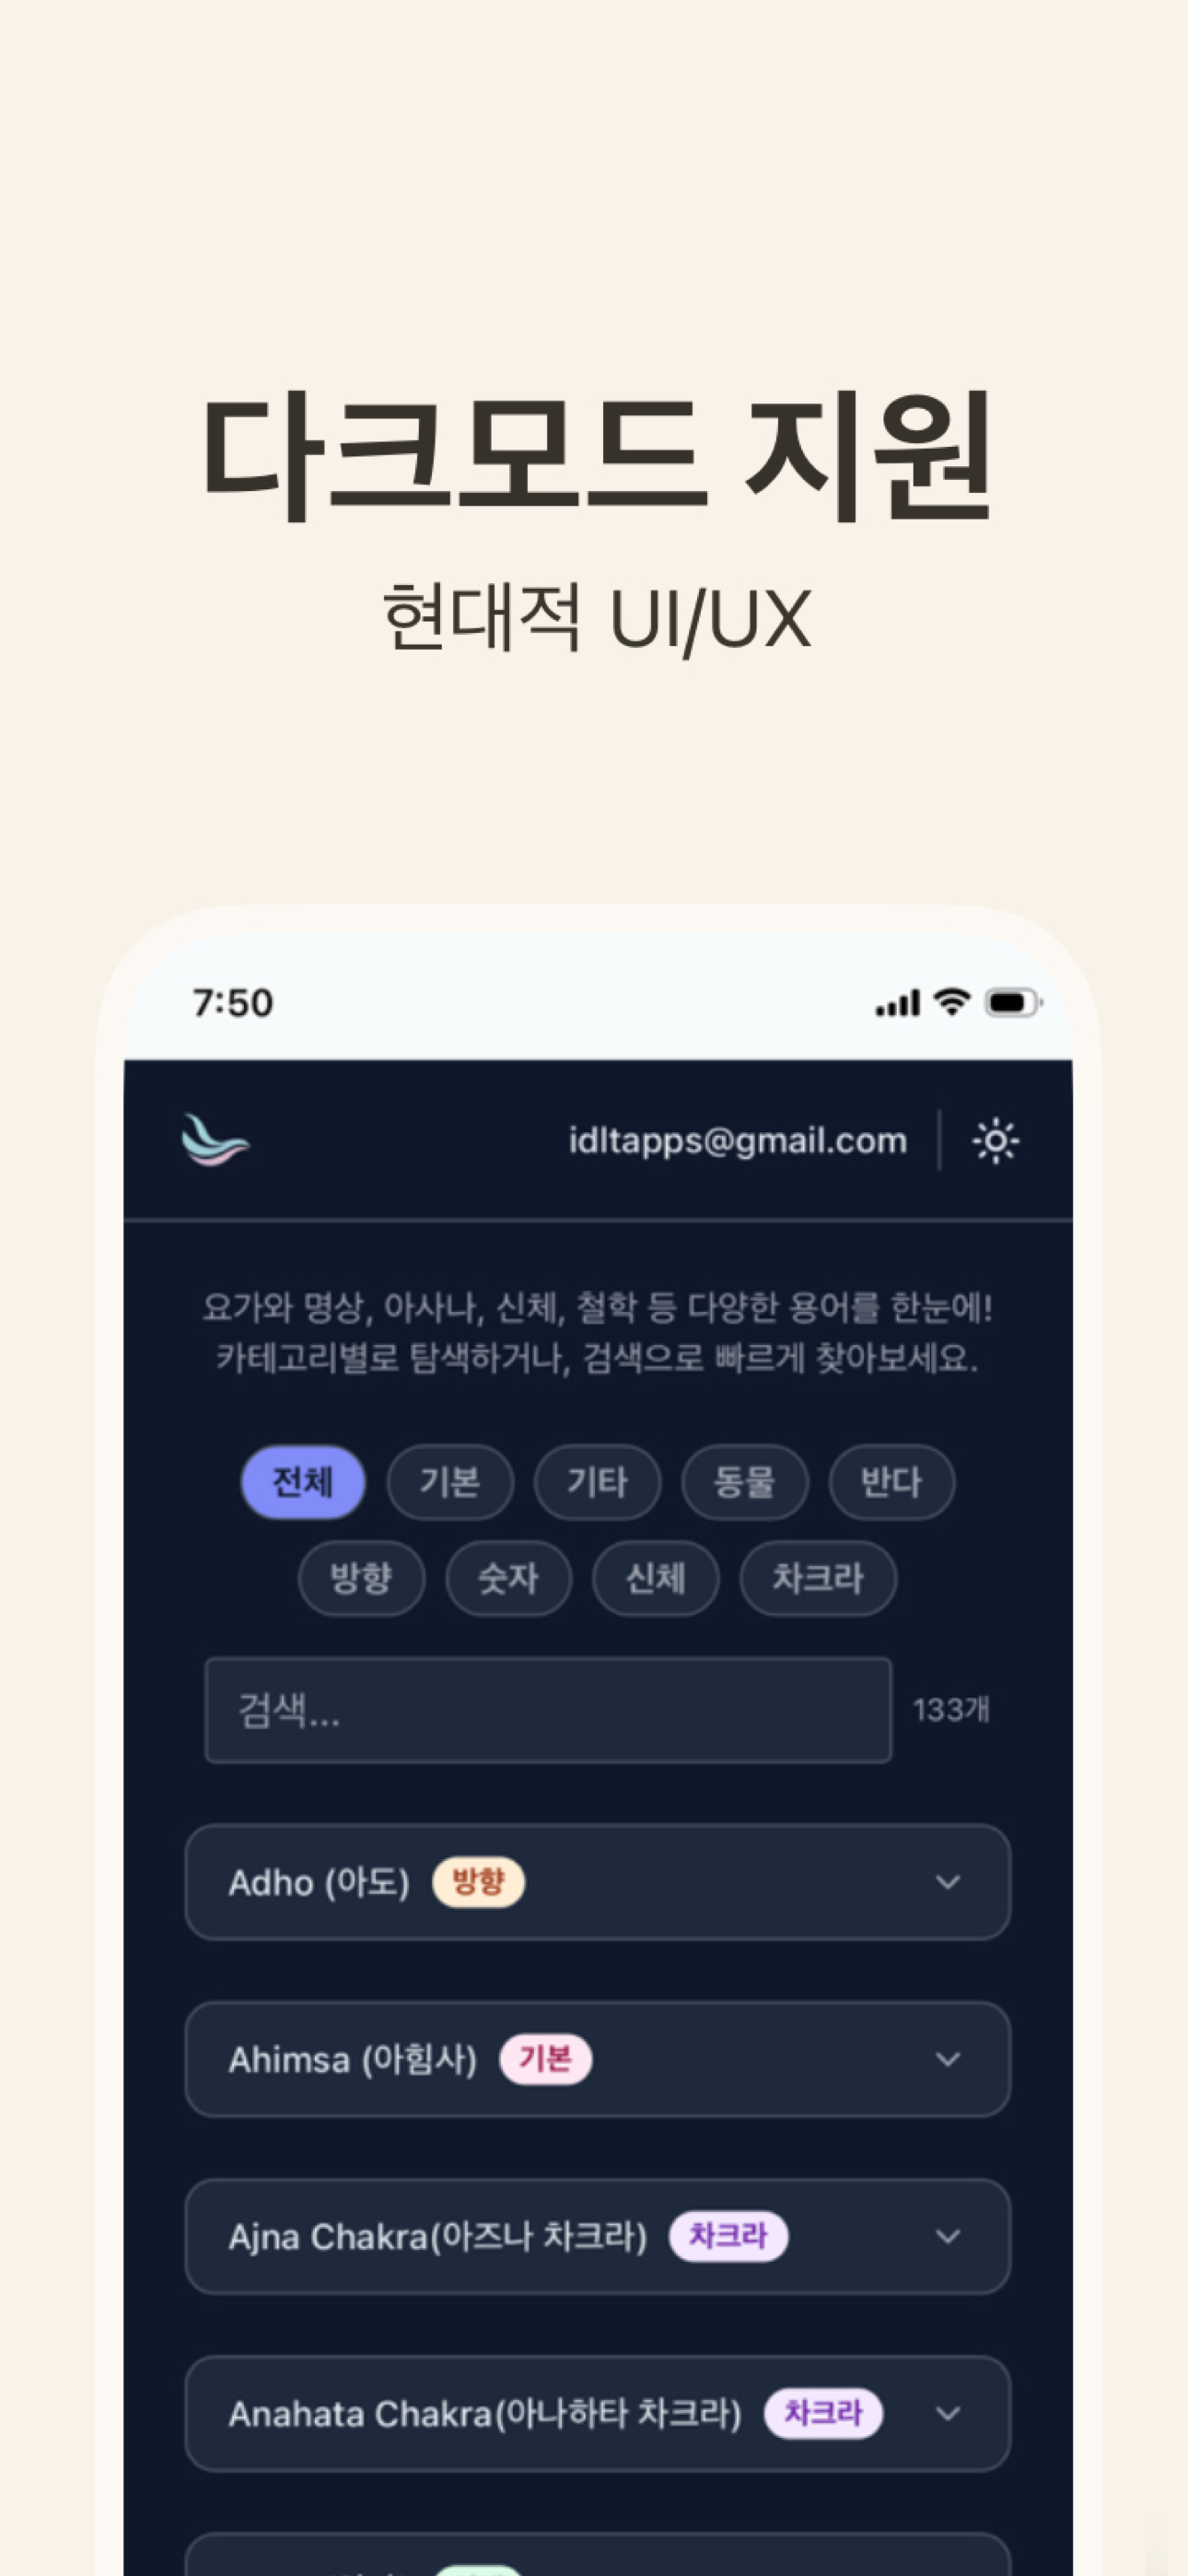 다크모드 지원
현대적 UI/UX
7:50
idltapps@gmail.com
요가와 명상, 아사나, 신체, 철학 등 다양한 용어를 한눈에!
카테고리별로 탐색하거나, 검색으로 빠르게 찾아보세요.
전체 기본 기타 동물 반다
방향 숫자 신체 차크라
검색... 133개
Adho (아도) 방향
Ahimsa (아힘사) 기본
Ajna Chakra(아즈나 차크라) 차크라
Anahata Chakra(아나하타 차크라) 차크라